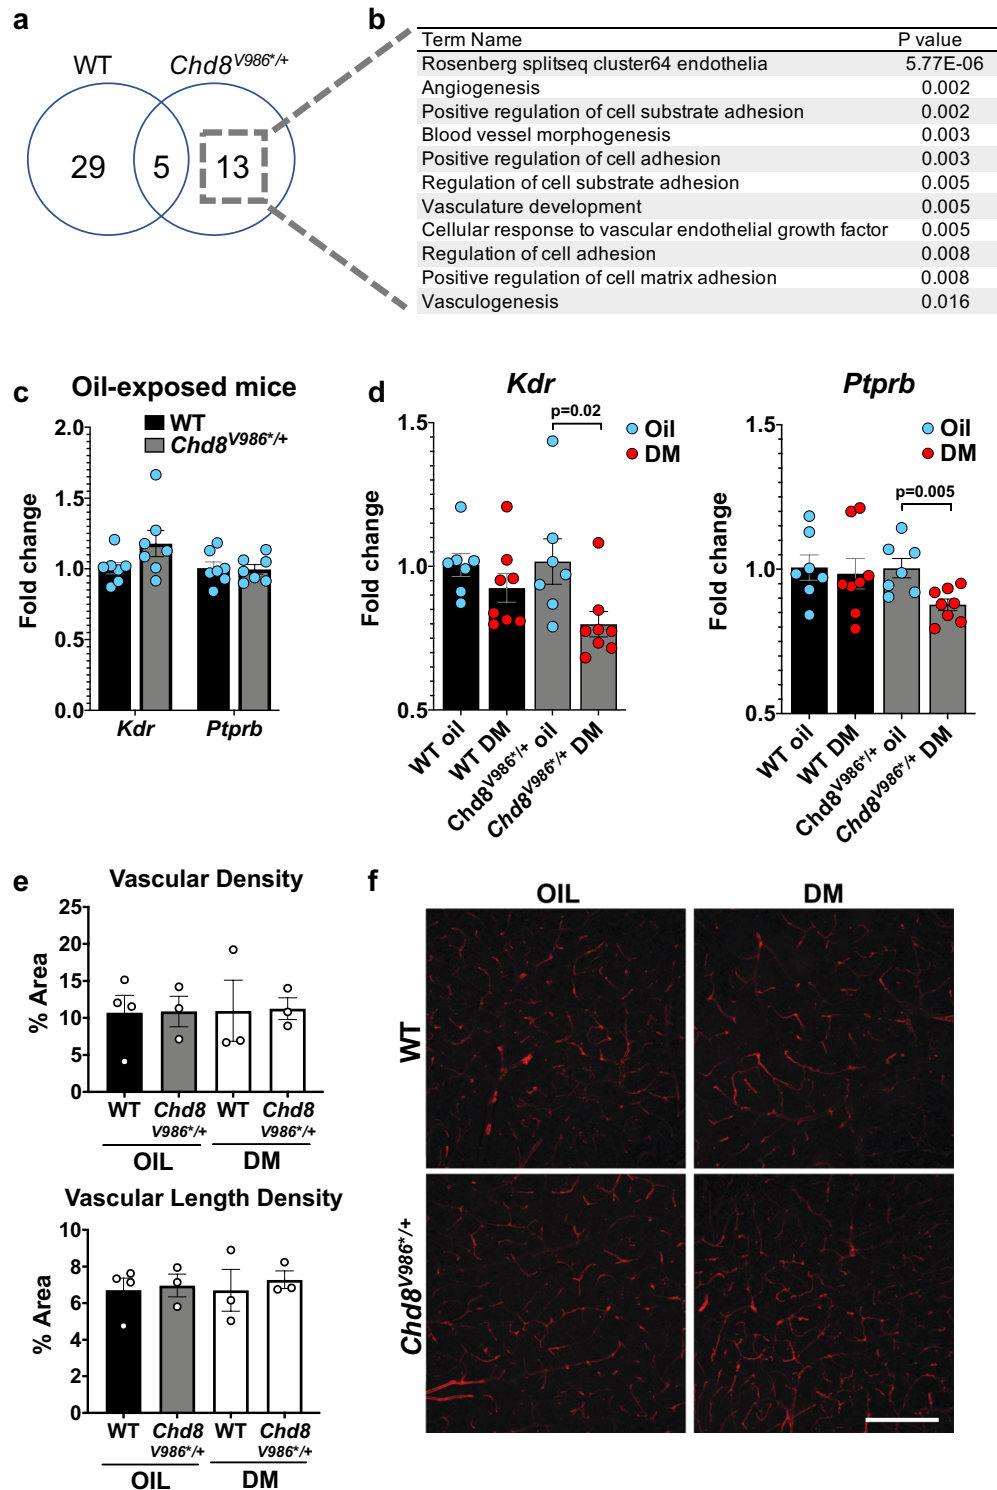 a
WT
Chd8V986*/+
29
5
13
b
Term Name P value
Rosenberg splitseq cluster64 endothelia 5.77E-06
Angiogenesis 0.002
Positive regulation of cell substrate adhesion 0.002
Blood vessel morphogenesis 0.003
Positive regulation of cell adhesion 0.003
Regulation of cell substrate adhesion 0.005
Vasculature development 0.005
Cellular response to vascular endothelial growth factor 0.005
Regulation of cell adhesion 0.008
Positive regulation of cell matrix adhesion 0.008
Vasculogenesis 0.016
c
Oil-exposed mice
WT
Chd8V986*/+
Fold change
2.0
1.5
1.0
0.5
0.0
Kdr
Ptprb
d
Kdr
p=0.02
Oil
DM
Fold change
1.5
1.0
0.5
WT oil
WT DM
Chd8V986*/+ oil
Chd8V986*/+ DM
Ptprb
Oil
DM
p=0.005
Fold change
1.5
1.0
0.5
WT oil
WT DM
Chd8V986*/+ oil
Chd8V986*/+ DM
e
Vascular Density
% Area
25
20
15
10
5
0
WT
Chd8
V986*/+
WT
Chd8
V986*/+
OIL
DM
Vascular Length Density
% Area
10
8
6
4
2
0
WT
Chd8
V986*/+
WT
Chd8
V986*/+
OIL
DM
f
OIL
DM
WT
Chd8V986*/+